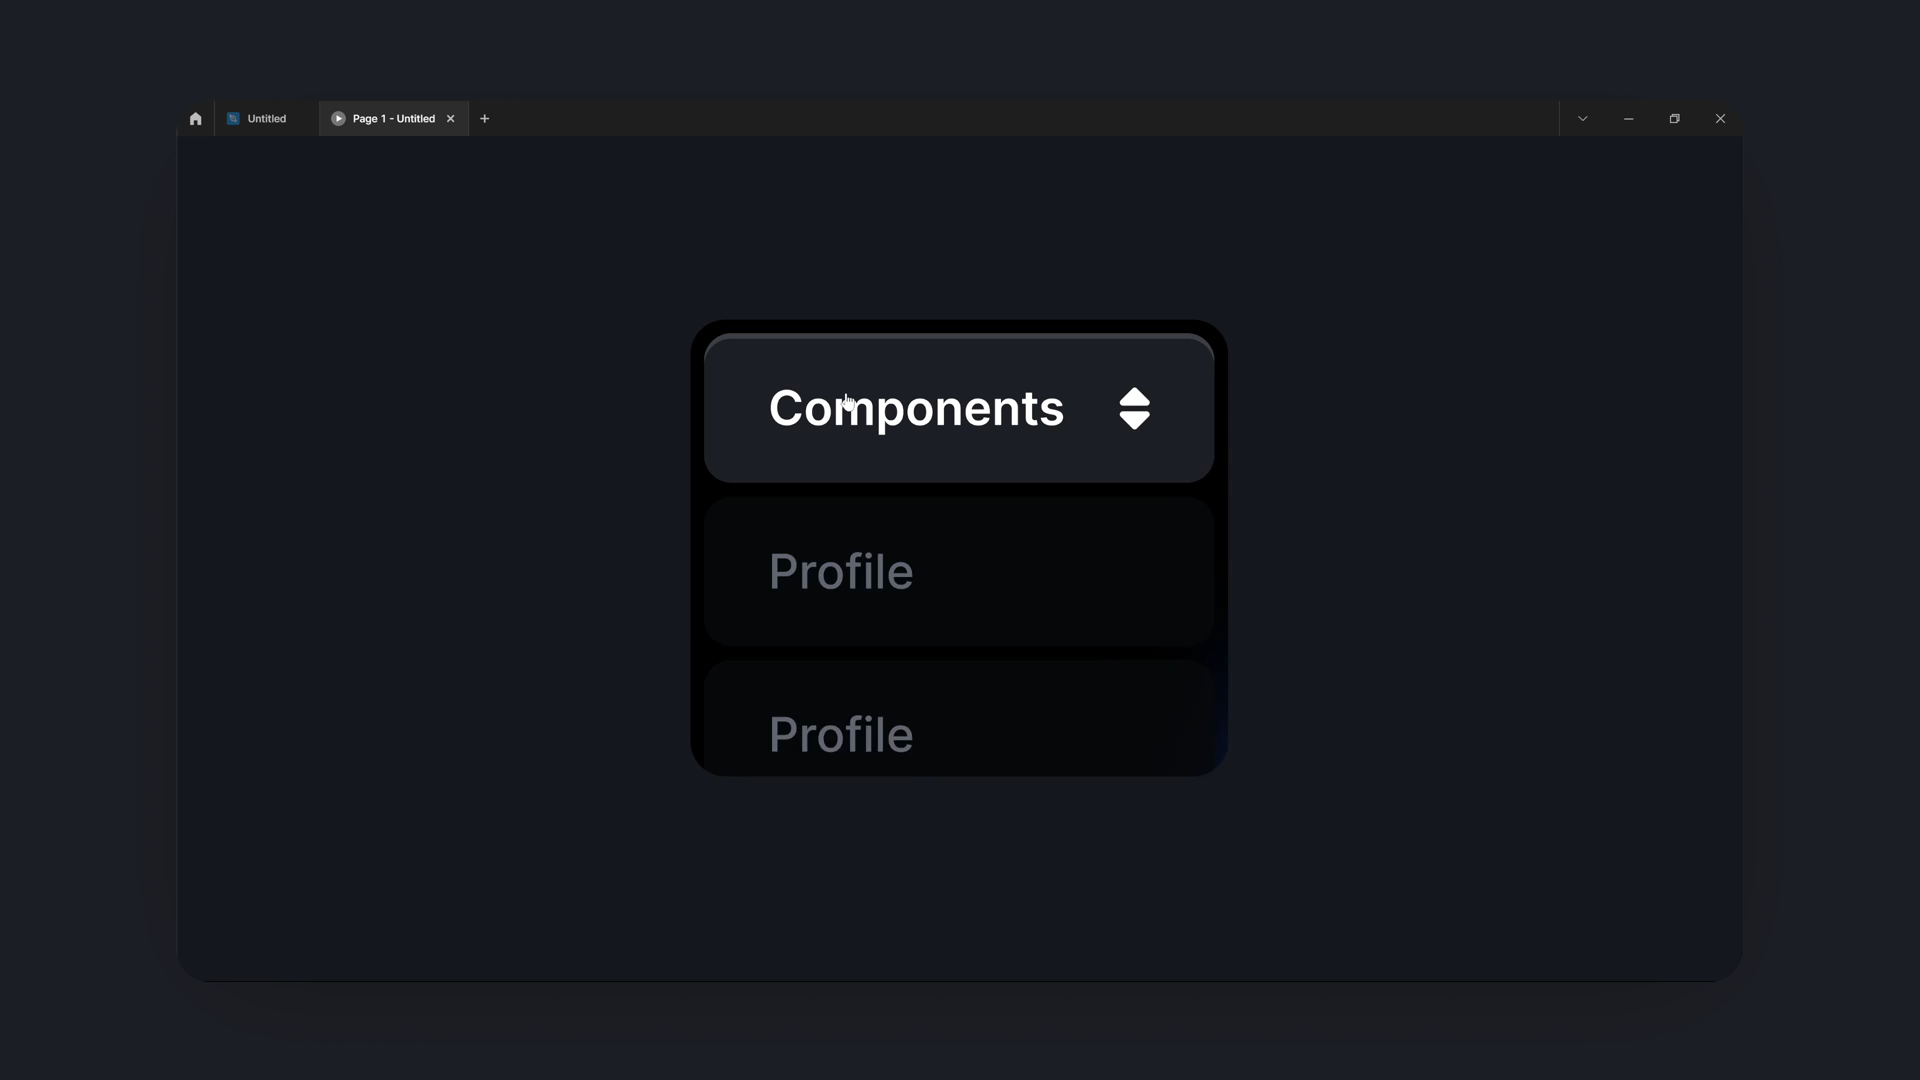 Untitled
Page 1 - Untitled
Components
Profile
Profile